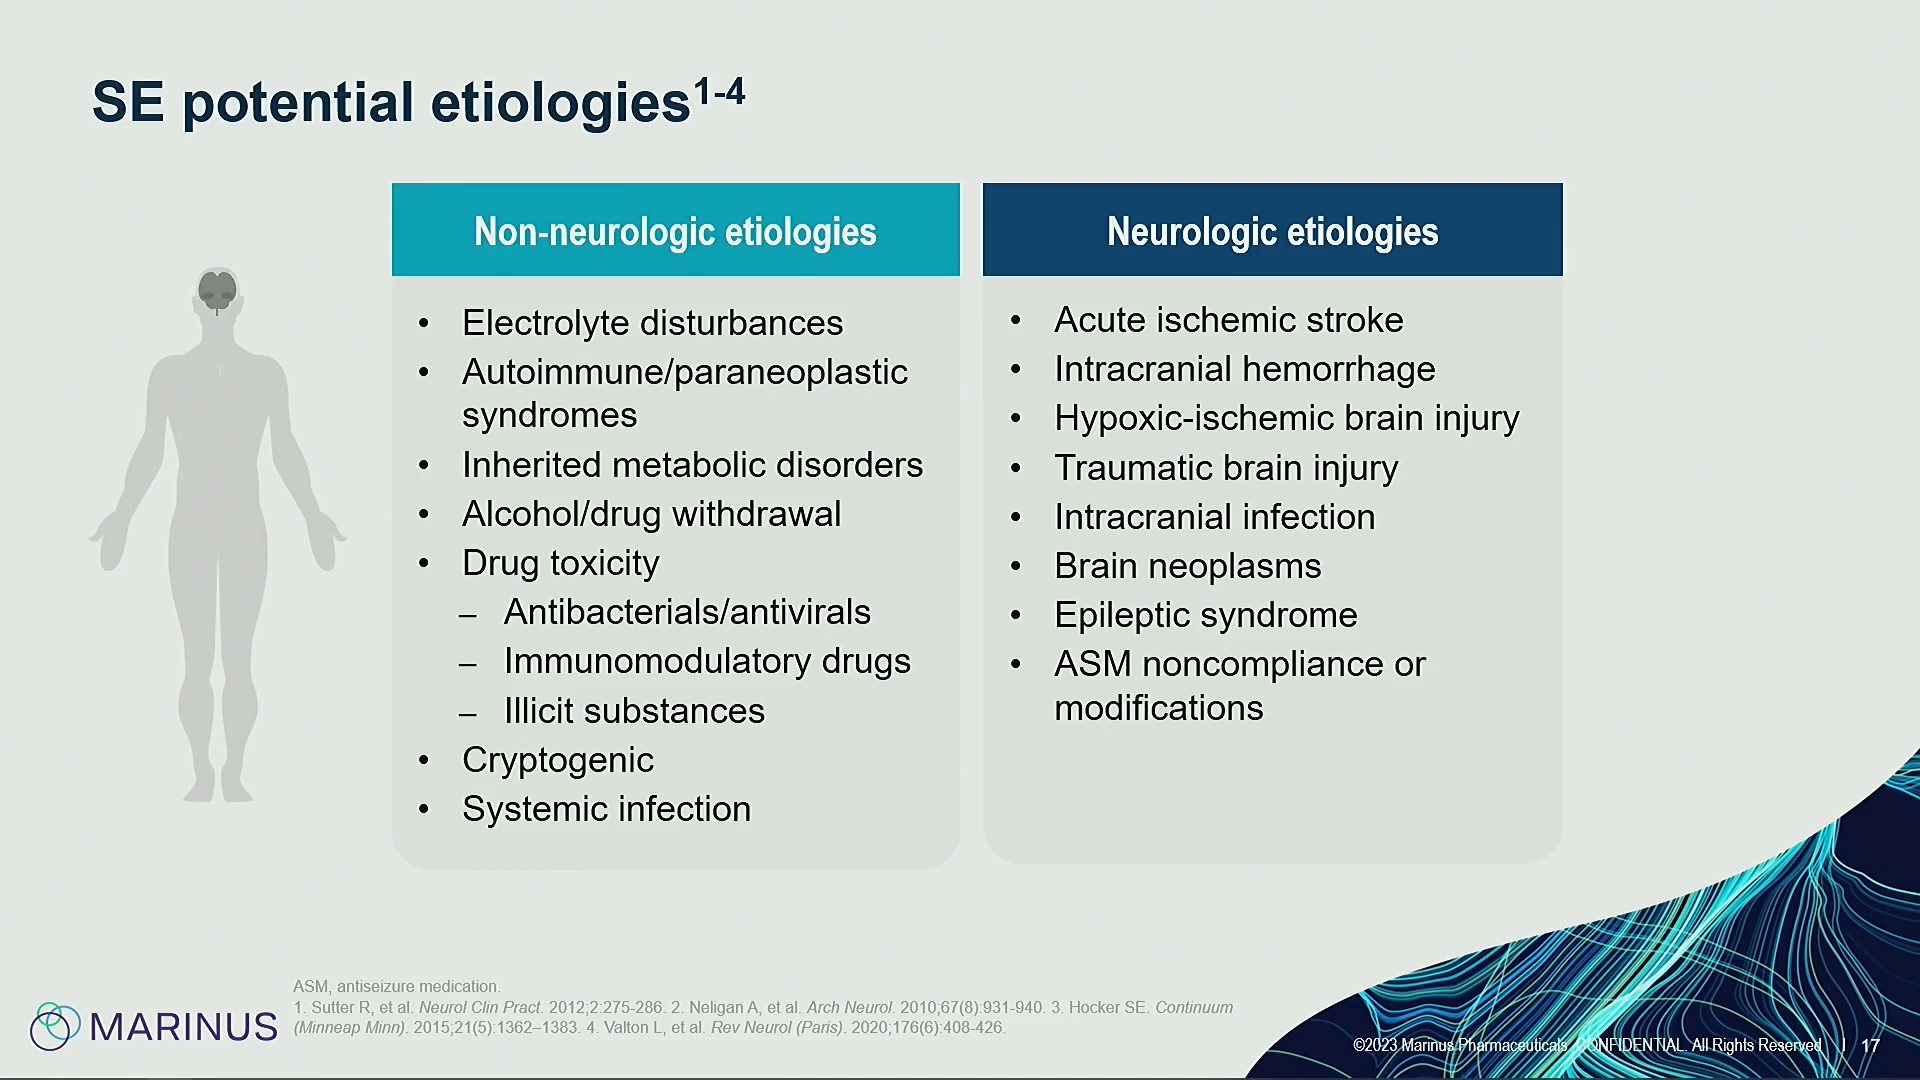 SE potential etiologies1-4
Non-neurologic etiologies
• Electrolyte disturbances
• Autoimmune/paraneoplastic
syndromes
• Inherited metabolic disorders
• Alcohol/drug withdrawal
• Drug toxicity
– Antibacterials/antivirals
– Immunomodulatory drugs
– Illicit substances
• Cryptogenic
• Systemic infection
Neurologic etiologies
• Acute ischemic stroke
• Intracranial hemorrhage
• Hypoxic-ischemic brain injury
• Traumatic brain injury
• Intracranial infection
• Brain neoplasms
• Epileptic syndrome
• ASM noncompliance or
modifications
ASM, antiseizure medication.
1. Sutter R, et al. Neurol Clin Pract. 2012;2:275-286. 2. Neligan A, et al. Arch Neurol. 2010;67(8):931-940. 3. Hocker SE. Continuum
(Minneap Minn). 2015;21(5):1362–1383. 4. Valton L, et al. Rev Neurol (Paris). 2020;176(6):408-426.
MARINUS
©2023 Marinus Pharmaceuticals. CONFIDENTIAL. All Rights Reserved | 17